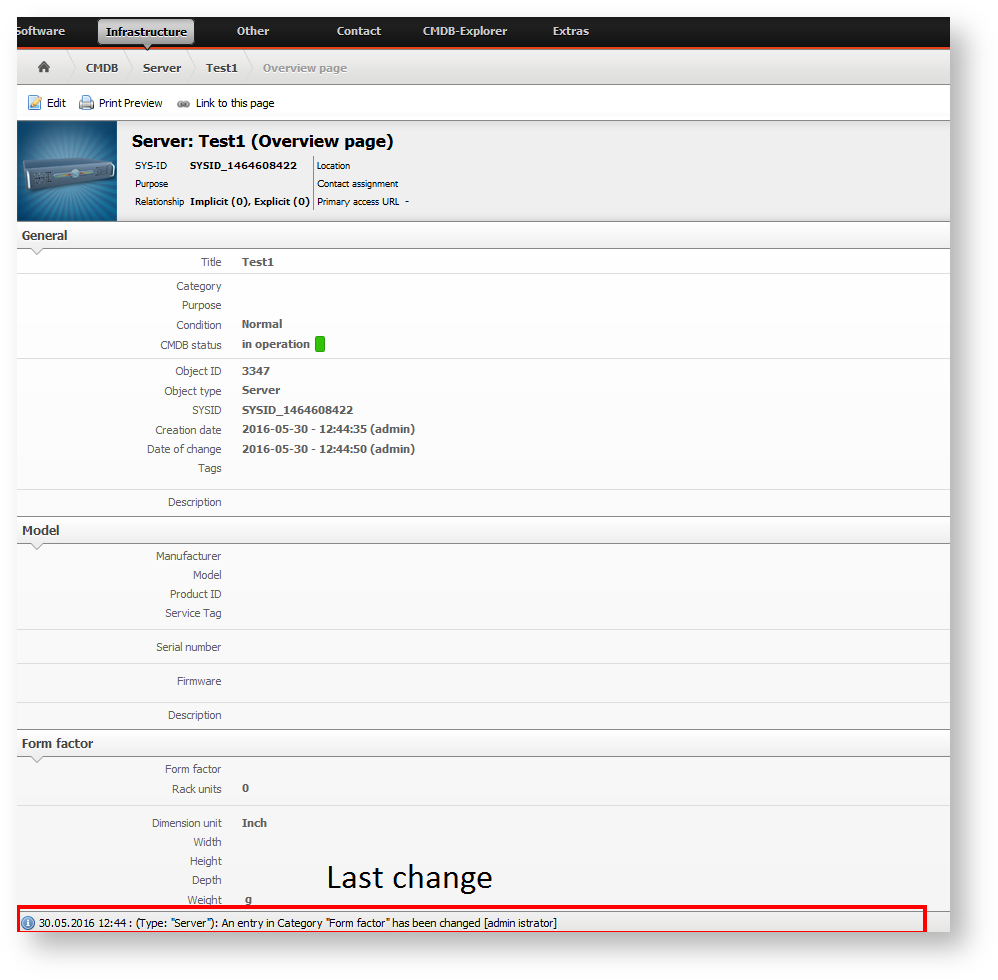 Software Infrastructure Other Contact CMDB-Explorer Extras
CMDB Server Test1 Overview page
Edit Print Preview Link to this page
Server: Test1 (Overview page)
SYS-ID SYSID_1464608422 Location
Purpose Contact assignment
Relationship Implicit (0), Explicit (0) Primary access URL -
General
Title Test1
Category
Purpose
Condition Normal
CMDB status in operation
Object ID 3347
Object type Server
SYSID SYSID_1464608422
Creation date 2016-05-30 - 12:44:35 (admin)
Date of change 2016-05-30 - 12:44:50 (admin)
Tags
Description
Model
Manufacturer
Model
Product ID
Service Tag
Serial number
Firmware
Description
Form factor
Form factor
Rack units 0
Dimension unit Inch
Width
Height
Depth
Last change
Weight g
30.05.2016 12:44 : (Type: "Server"): An entry in Category "Form factor" has been changed [admin istrator]